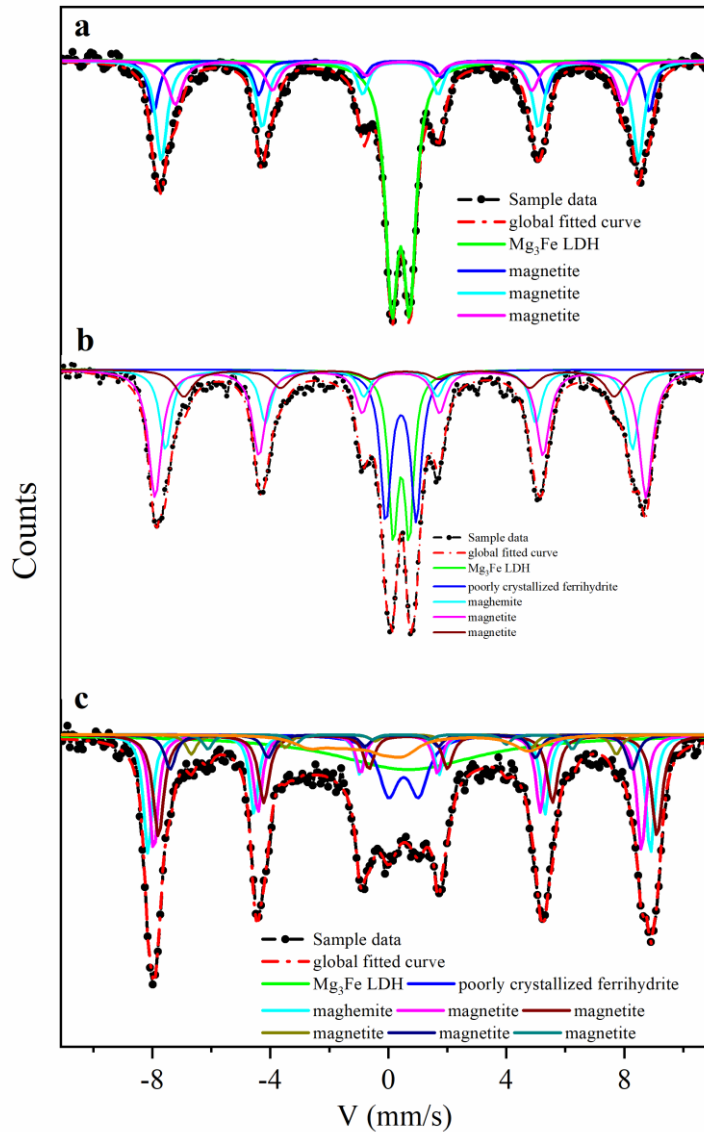 a
Sample data
global fitted curve
Mg₃Fe LDH
magnetite
magnetite
magnetite
b
Sample data
global fitted curve
Mg₃Fe LDH
poorly crystallized ferrihydrite
maghemite
magnetite
magnetite
Counts
c
Sample data
global fitted curve
Mg₃Fe LDH poorly crystallized ferrihydrite
maghemite magnetite magnetite
magnetite magnetite magnetite
-8 -4 0 4 8
V (mm/s)